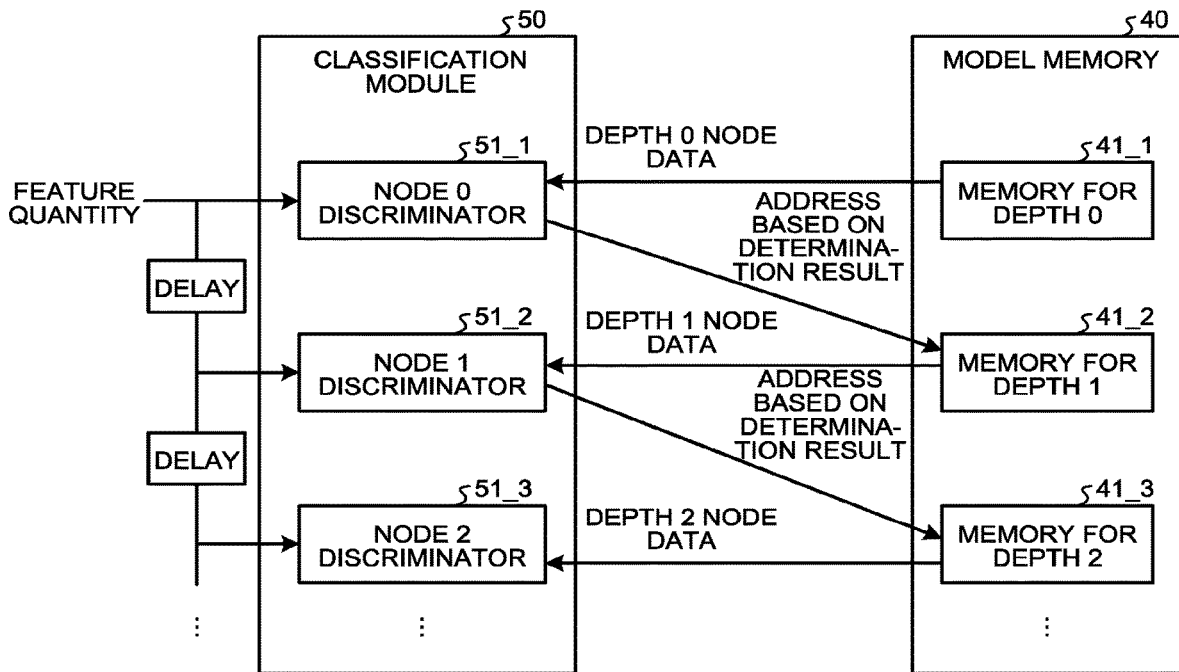 50
40
CLASSIFICATION
MODULE
MODEL MEMORY
DEPTH 0 NODE
DATA
51_1
41_1
FEATURE
QUANTITY
NODE 0
DISCRIMINATOR
MEMORY FOR
DEPTH 0
ADDRESS
BASED ON
DETERMINA-
TION RESULT
DELAY
51_2
DEPTH 1 NODE
DATA
41_2
NODE 1
DISCRIMINATOR
MEMORY FOR
DEPTH 1
ADDRESS
BASED ON
DETERMINA-
TION RESULT
DELAY
51_3
DEPTH 2 NODE
DATA
41_3
NODE 2
DISCRIMINATOR
MEMORY FOR
DEPTH 2